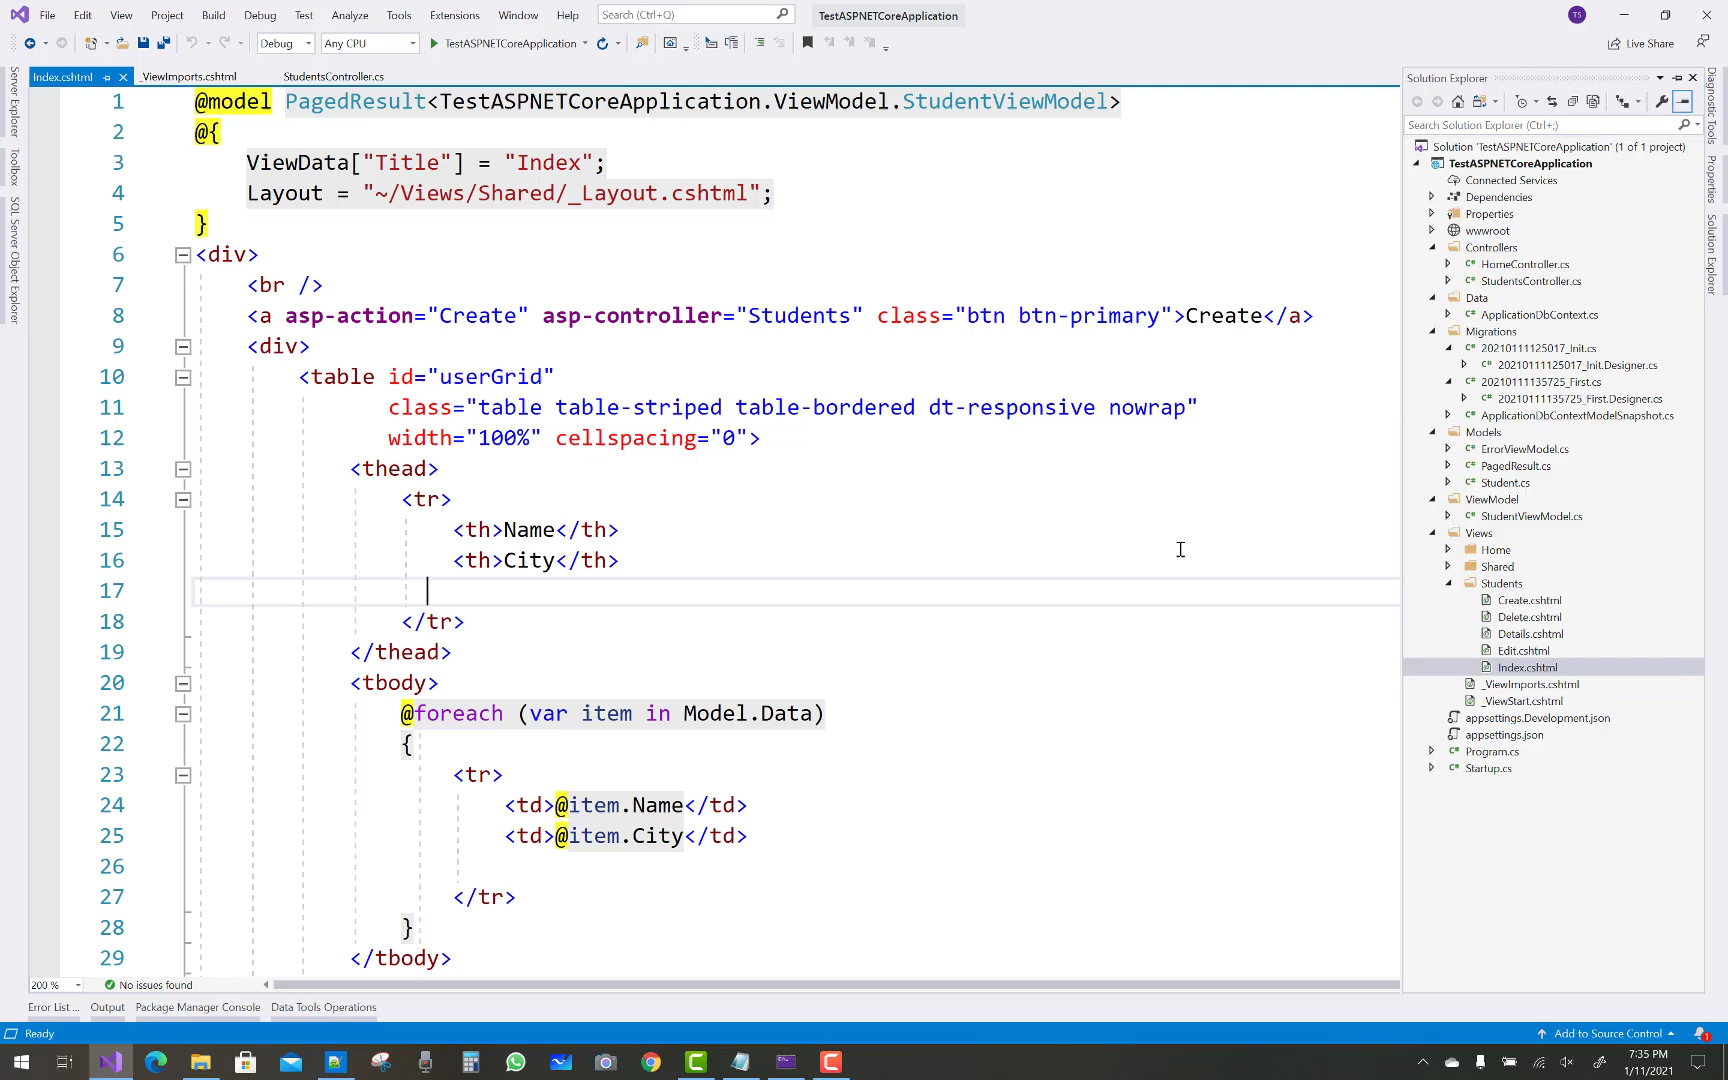 File Edit View Project Build Debug Test Analyze Tools Extensions Window Help Search (Ctrl+Q) TestASPNETCoreApplication TS
Debug Any CPU TestASPNETCoreApplication Live Share
Index.cshtml _ViewImports.cshtml StudentsController.cs
Server Explorer
Toolbox
SQL Server Object Explorer
1 @model PagedResult<TestASPNETCoreApplication.ViewModel.StudentViewModel>
2 @{
3 ViewData["Title"] = "Index";
4 Layout = "~/Views/Shared/_Layout.cshtml";
5 }
6 <div>
7 <br />
8 <a asp-action="Create" asp-controller="Students" class="btn btn-primary">Create</a>
9 <div>
10 <table id="userGrid"
11 class="table table-striped table-bordered dt-responsive nowrap"
12 width="100%" cellspacing="0">
13 <thead>
14 <tr>
15 <th>Name</th>
16 <th>City</th>
17
18 </tr>
19 </thead>
20 <tbody>
21 @foreach (var item in Model.Data)
22 {
23 <tr>
24 <td>@item.Name</td>
25 <td>@item.City</td>
26
27 </tr>
28 }
29 </tbody>
200 % No issues found
Error List ... Output Package Manager Console Data Tools Operations
Solution Explorer
Search Solution Explorer (Ctrl+;)
Solution 'TestASPNETCoreApplication' (1 of 1 project)
TestASPNETCoreApplication
Connected Services
Dependencies
Properties
wwwroot
Controllers
HomeController.cs
StudentsController.cs
Data
ApplicationDbContext.cs
Migrations
20210111125017_Init.cs
20210111125017_Init.Designer.cs
20210111135725_First.cs
20210111135725_First.Designer.cs
ApplicationDbContextModelSnapshot.cs
Models
ErrorViewModel.cs
PagedResult.cs
Student.cs
ViewModel
StudentViewModel.cs
Views
Home
Shared
Students
Create.cshtml
Delete.cshtml
Details.cshtml
Edit.cshtml
Index.cshtml
_ViewImports.cshtml
_ViewStart.cshtml
appsettings.Development.json
appsettings.json
Program.cs
Startup.cs
Diagnostic Tools
Properties
Solution Explorer
Ready Add to Source Control 1
7:35 PM
1/11/2021